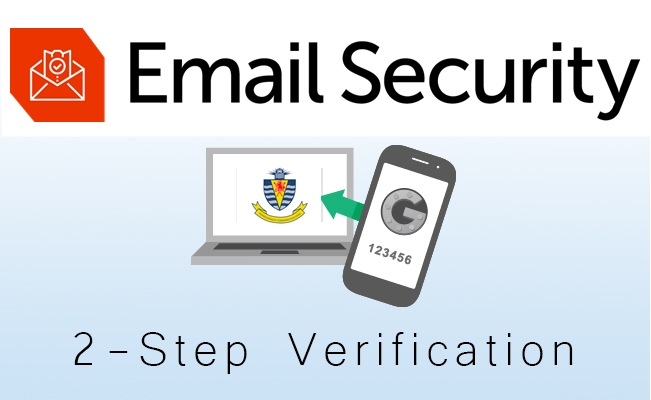 Email Security
123456
2-Step Verification